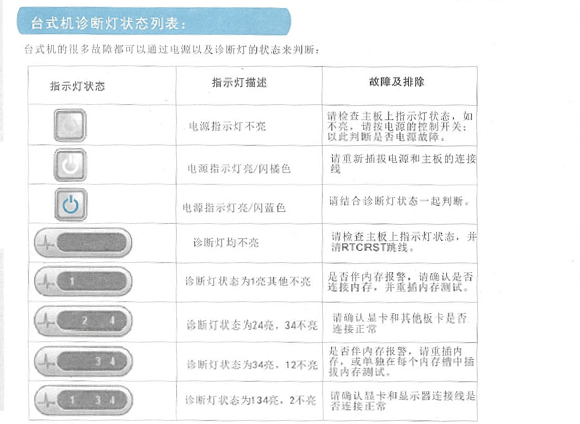 台式机诊断灯状态列表：
台式机的很多故障都可以通过电源以及诊断灯的状态来判断：
指示灯状态
指示灯描述
故障及排除
电源指示灯不亮
请检查主板上指示灯状态，如
不亮，请按电源的控制开关；
以此判断是否电源故障。
电源指示灯亮/闪橘色
请重新插拔电源和主板的连接
线
电源指示灯亮/闪蓝色
请结合诊断灯状态一起判断。
诊断灯均不亮
请检查主板上指示灯状态，并
清RTCRST跳线。
1
诊断灯状态为1亮其他不亮
是否伴内存报警，请确认是否
连接内存，并重插内存测试。
2 4
诊断灯状态为24亮，34不亮
请确认显卡和其他板卡是否
连接正常
3 4
诊断灯状态为34亮，12不亮
是否伴内存报警，请重插内
存，或单独在每个内存槽中插
拔内存测试。
1 3 4
诊断灯状态为134亮，2不亮
请确认显卡和显示器连接线是
否连接正常